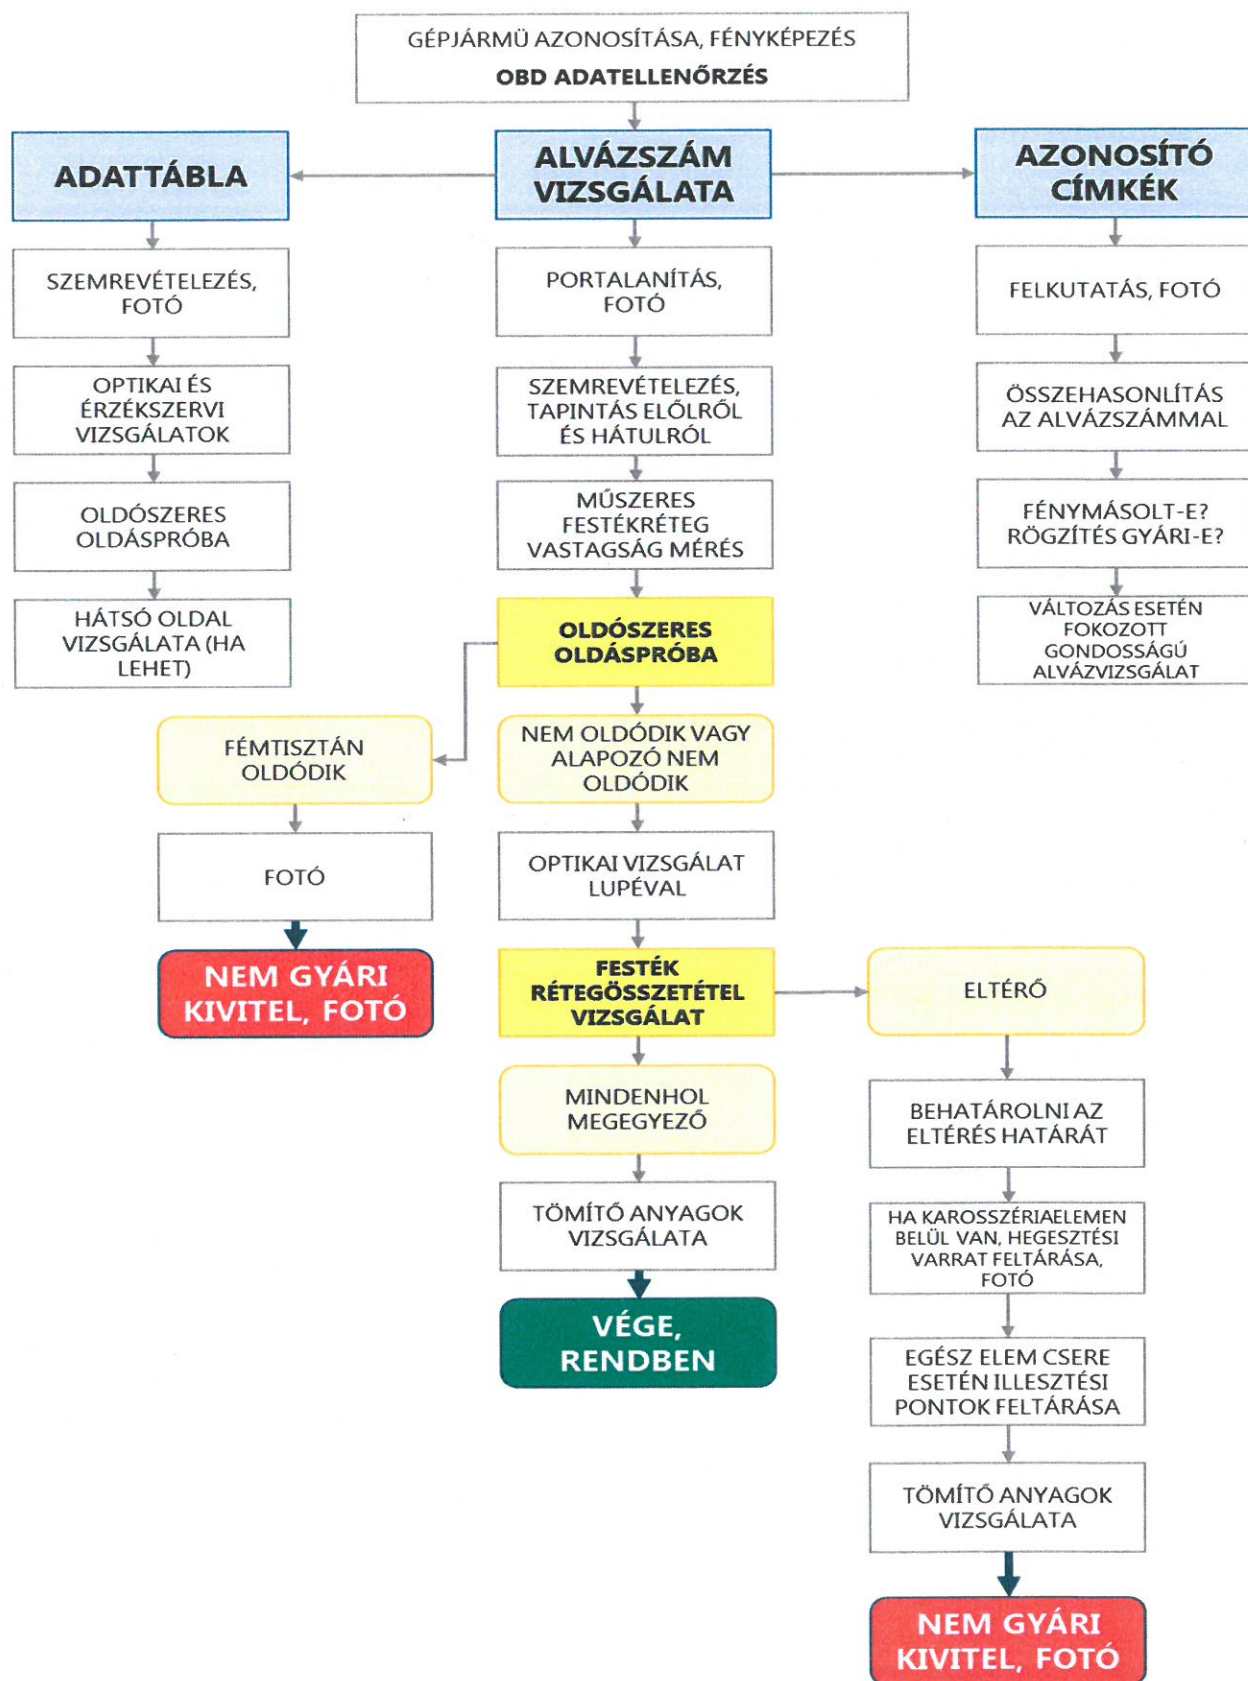 GÉPJÁRMÜ AZONOSÍTÁSA, FÉNYKÉPEZÉS
OBD ADATELLENŐRZÉS
ADATTÁBLA
SZEMREVÉTELEZÉS,
FOTÓ
OPTIKAI ÉS
ÉRZÉKSZERVI
VIZSGÁLATOK
OLDÓSZERES
OLDÁSPRÓBA
HÁTSÓ OLDAL
VIZSGÁLATA (HA
LEHET)
ALVÁZSZÁM
VIZSGÁLATA
PORTALANÍTÁS,
FOTÓ
SZEMREVÉTELEZÉS,
TAPINTÁS ELŐLRŐL
ÉS HÁTULRÓL
MŰSZERES
FESTÉKRÉTEG
VASTAGSÁG MÉRÉS
OLDÓSZERES
OLDÁSPRÓBA
FÉMTISZTÁN
OLDÓDIK
FOTÓ
NEM GYÁRI
KIVITEL, FOTÓ
NEM OLDÓDIK VAGY
ALAPOZÓ NEM
OLDÓDIK
OPTIKAI VIZSGÁLAT
LUPÉVAL
FESTÉK
RÉTEGÖSSZETÉTEL
VIZSGÁLAT
MINDENHOL
MEGEGYEZŐ
TÖMÍTŐ ANYAGOK
VIZSGÁLATA
VÉGE,
RENDBEN
AZONOSÍTÓ
CÍMKÉK
FELKUTATÁS, FOTÓ
ÖSSZEHASONLÍTÁS
AZ ALVÁZSZÁMMAL
FÉNYMÁSOLT-E?
RÖGZÍTÉS GYÁRI-E?
VÁLTOZÁS ESETÉN
FOKOZOTT
GONDOSSÁGÚ
ALVÁZVIZSGÁLAT
ELTÉRŐ
BEHATÁROLNI AZ
ELTÉRÉS HATÁRÁT
HA KAROSSZÉRIAELEMEN
BELÜL VAN, HEGESZTÉSI
VARRAT FELTÁRÁSA,
FOTÓ
EGÉSZ ELEM CSERE
ESETÉN ILLESZTÉSI
PONTOK FELTÁRÁSA
TÖMÍTŐ ANYAGOK
VIZSGÁLATA
NEM GYÁRI
KIVITEL, FOTÓ